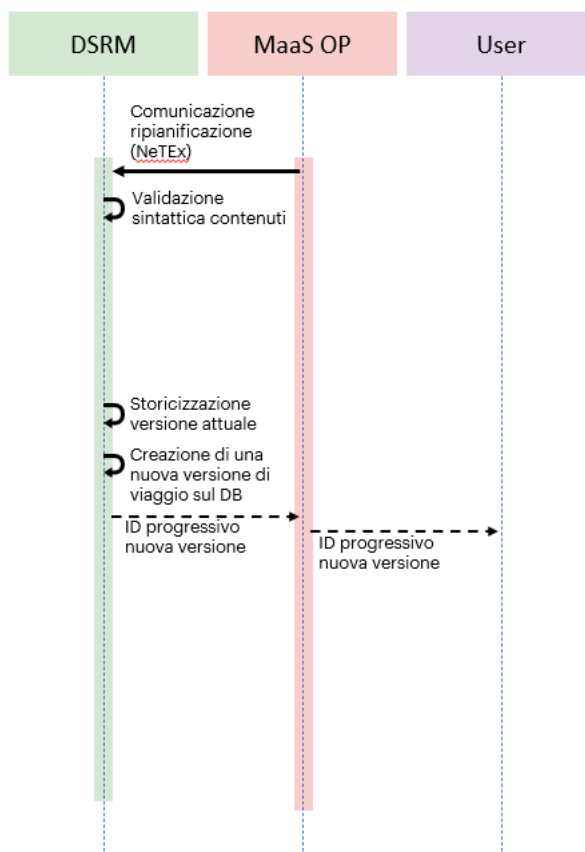 DSRM
MaaS OP
User
Comunicazione
ripianificazione
(NeTEx)
Validazione
sintattica contenuti
Storicizzazione
versione attuale
Creazione di una
nuova versione di
viaggio sul DB
ID progressivo
nuova versione
ID progressivo
nuova versione